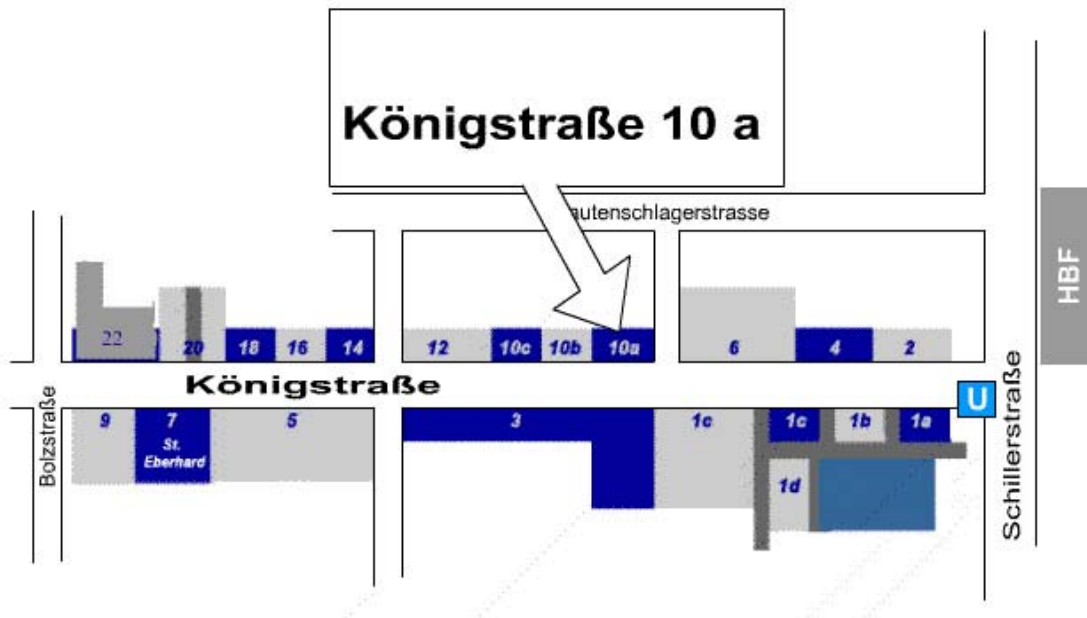 Königstraße 10 a
autenschlagerstrasse
HBF
22
20
18
16
14
12
10c
10b
10a
6
4
2
Königstraße
U
9
7
St.
Eberhard
5
3
1c
1c
1b
1a
1d
Bolzstraße
Schillerstraße